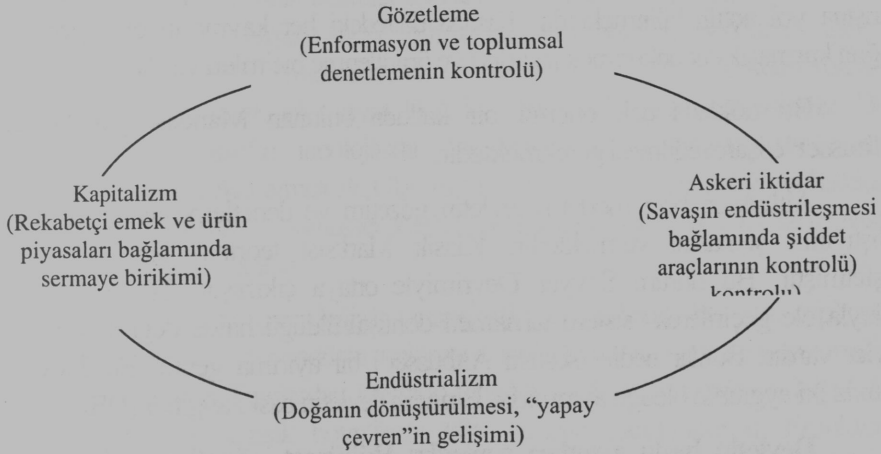 Gözetleme
(Enformasyon ve toplumsal
denetlemenin kontrolü)
Kapitalizm
(Rekabetçi emek ve ürün
piyasaları bağlamında
sermaye birikimi)
Askeri iktidar
(Savaşın endüstrileşmesi
bağlamında şiddet
araçlarının kontrolü)
kontrolu)
Endüstrializm
(Doğanın dönüştürülmesi, “yapay
çevren”in gelişimi)